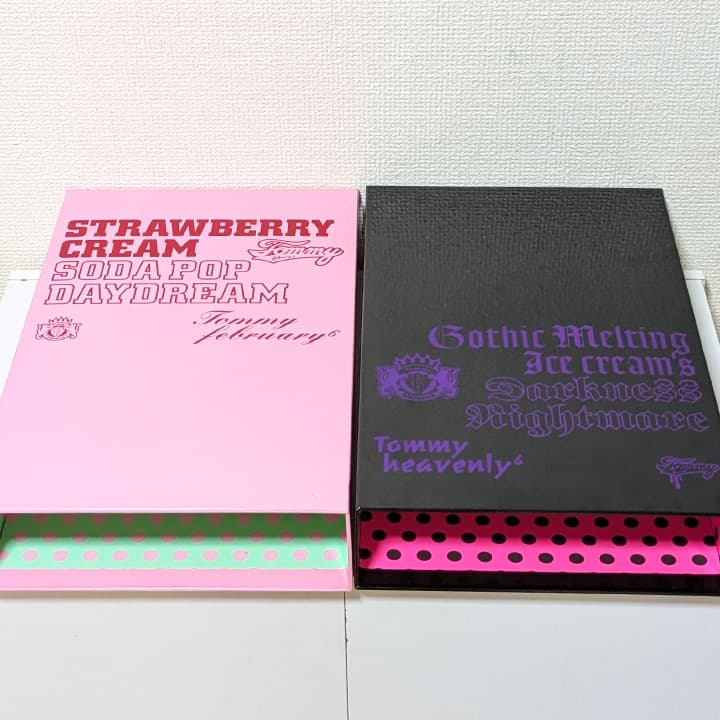 STRAWBERRY
CREAM
Tommy
SODA POP
DAYDREAM
Tommy
february6
Gothic Melting
Ice cream's
Darkness
Nightmare
Tommy
heavenly6
Tommy